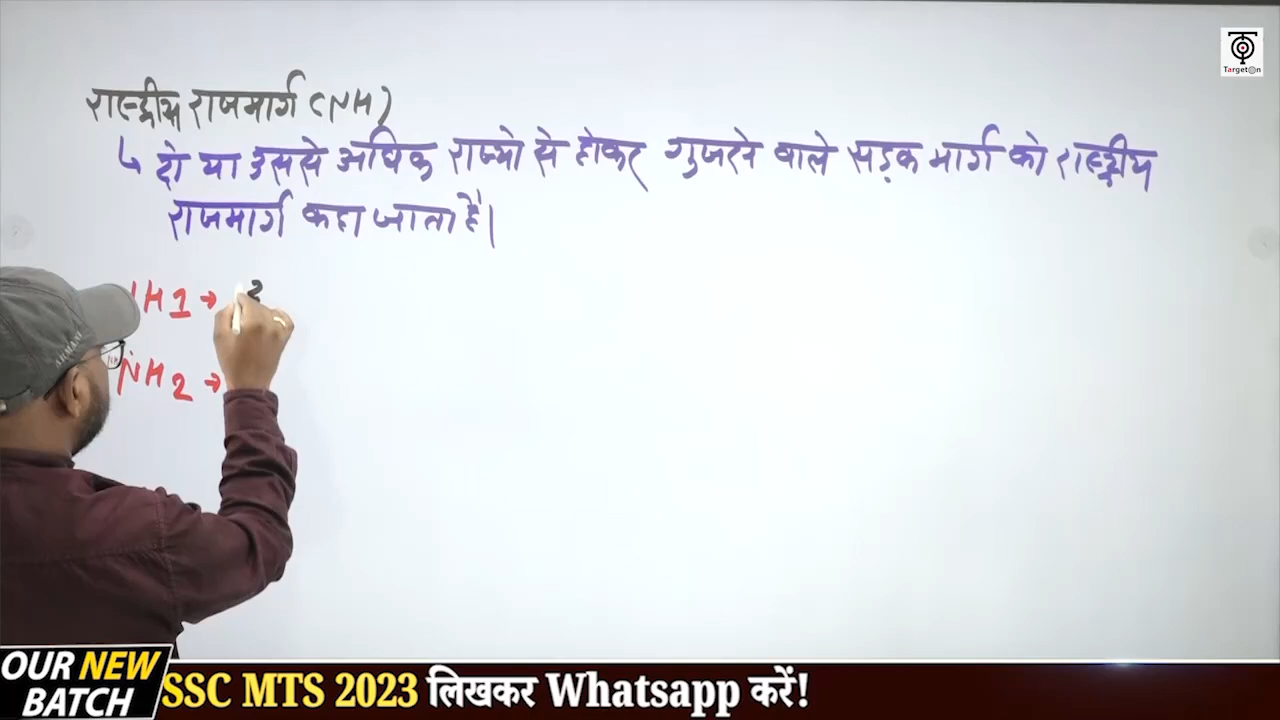 Target@n
राष्ट्रीय राजमार्ग (NH)
↳ दो या उससे अधिक राज्यो से होकर गुजरने वाले सड़क मार्ग को राष्ट्रीय
राजमार्ग कहा जाता है।
NH1 →
NH2 →
OUR NEW
BATCH
SSC MTS 2023 लिखकर Whatsapp करें!